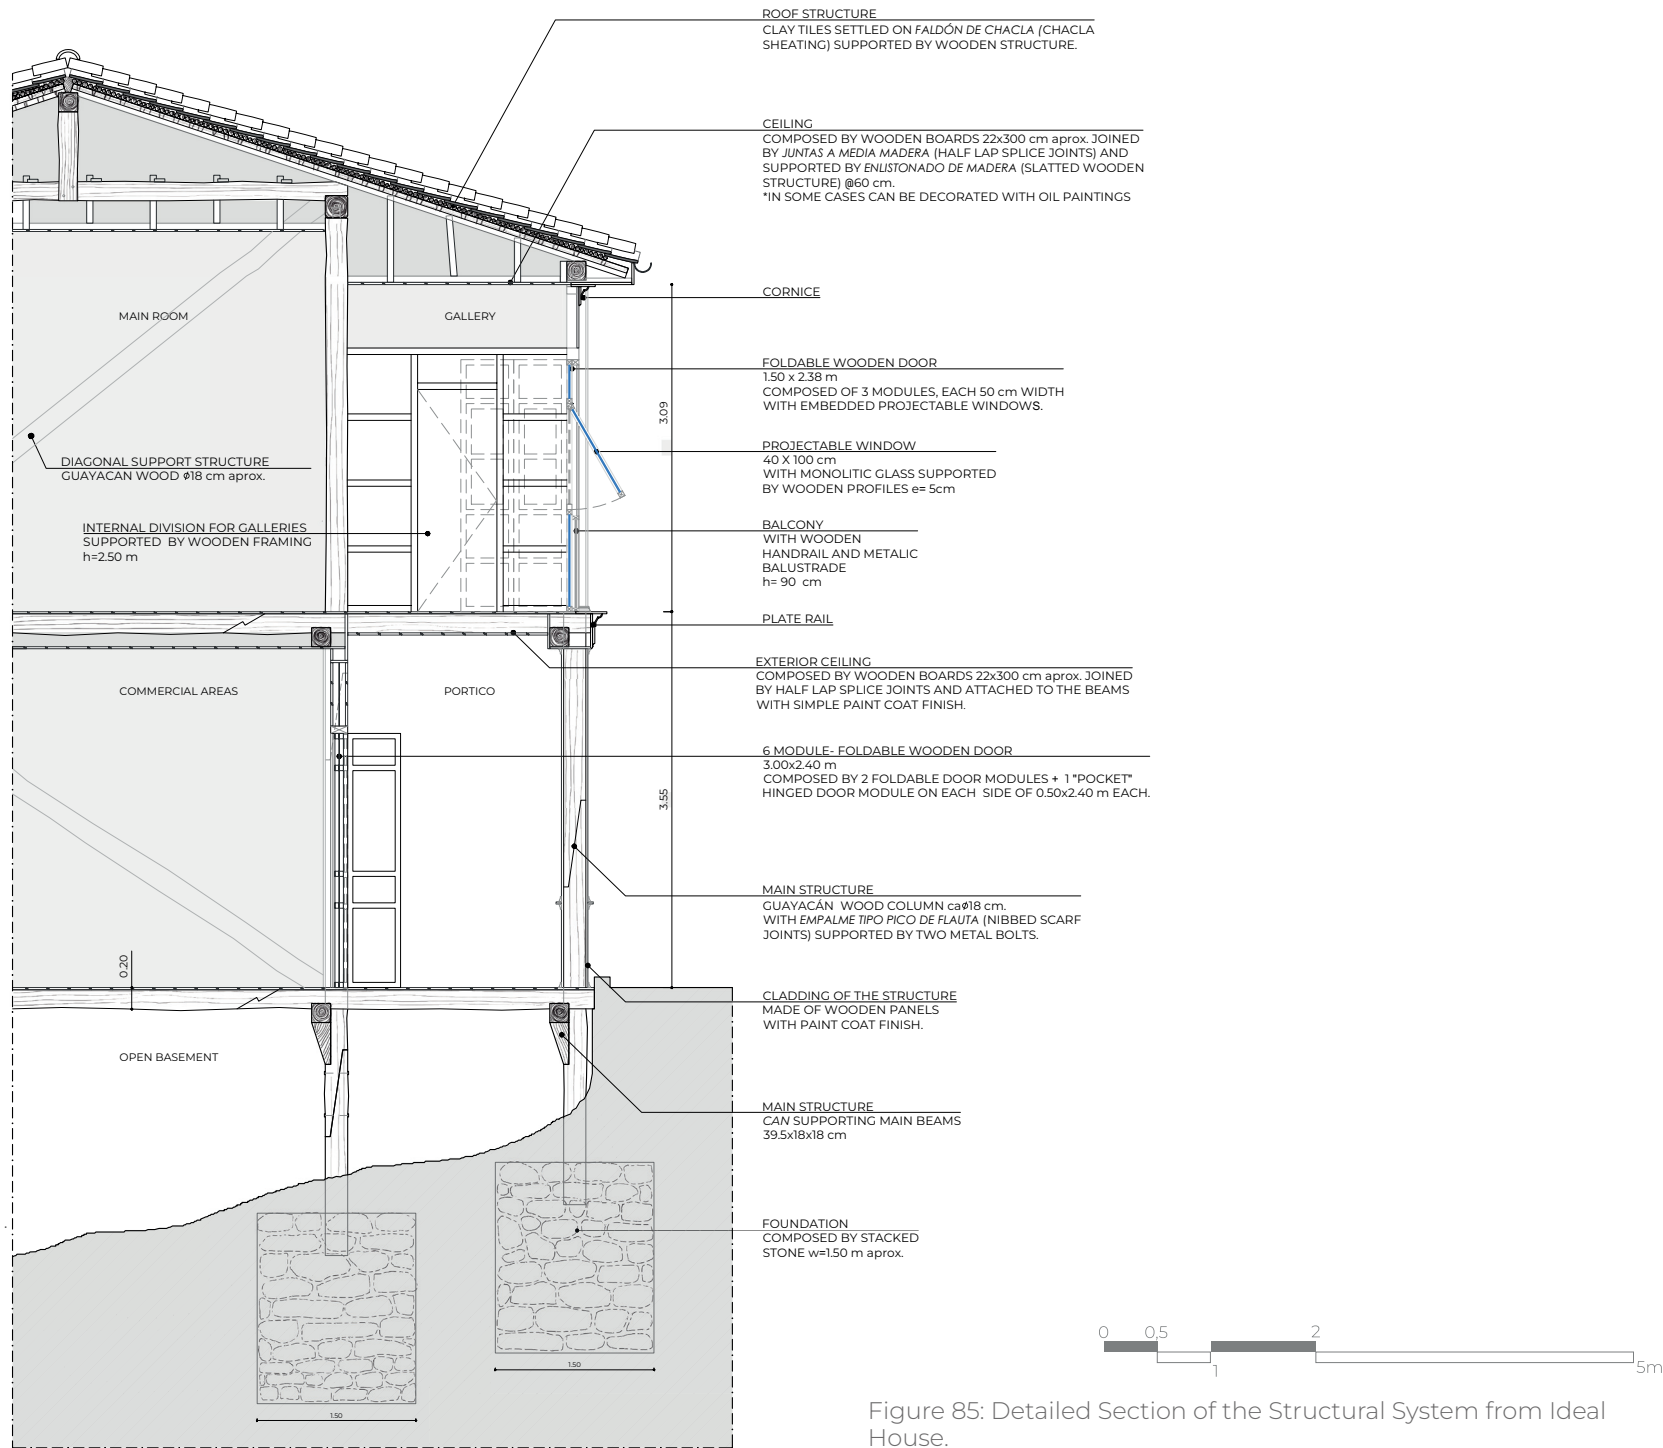 ROOF STRUCTURE
CLAY TILES SETTLED ON FALDÓN DE CHACLA (CHACLA
SHEATING) SUPPORTED BY WOODEN STRUCTURE.
CEILING
COMPOSED BY WOODEN BOARDS 22x300 cm aprox. JOINED
BY JUNTAS A MEDIA MADERA (HALF LAP SPLICE JOINTS) AND
SUPPORTED BY ENLISTONADO DE MADERA (SLATTED WOODEN
STRUCTURE) @60 cm.
*IN SOME CASES CAN BE DECORATED WITH OIL PAINTINGS
CORNICE
MAIN ROOM
GALLERY
FOLDABLE WOODEN DOOR
1.50 x 2.38 m
COMPOSED OF 3 MODULES, EACH 50 cm WIDTH
WITH EMBEDDED PROJECTABLE WINDOWS.
3.09
PROJECTABLE WINDOW
40 X 100 cm
WITH MONOLITIC GLASS SUPPORTED
BY WOODEN PROFILES e= 5cm
DIAGONAL SUPPORT STRUCTURE
GUAYACAN WOOD ø18 cm aprox.
INTERNAL DIVISION FOR GALLERIES
SUPPORTED BY WOODEN FRAMING
h=2.50 m
BALCONY
WITH WOODEN
HANDRAIL AND METALIC
BALUSTRADE
h= 90 cm
PLATE RAIL
EXTERIOR CEILING
COMPOSED BY WOODEN BOARDS 22x300 cm aprox. JOINED
BY HALF LAP SPLICE JOINTS AND ATTACHED TO THE BEAMS
WITH SIMPLE PAINT COAT FINISH.
COMMERCIAL AREAS
PORTICO
6 MODULE- FOLDABLE WOODEN DOOR
3.00x2.40 m
COMPOSED BY 2 FOLDABLE DOOR MODULES + 1 "POCKET"
HINGED DOOR MODULE ON EACH SIDE OF 0.50x2.40 m EACH.
3.55
MAIN STRUCTURE
GUAYACÁN WOOD COLUMN caø18 cm.
WITH EMPALME TIPO PICO DE FLAUTA (NIBBED SCARF
JOINTS) SUPPORTED BY TWO METAL BOLTS.
0.20
CLADDING OF THE STRUCTURE
MADE OF WOODEN PANELS
WITH PAINT COAT FINISH.
OPEN BASEMENT
MAIN STRUCTURE
CAN SUPPORTING MAIN BEAMS
39.5x18x18 cm
FOUNDATION
COMPOSED BY STACKED
STONE w=1.50 m aprox.
1.50
1.50
0 0,5 2
1 5m
Figure 85: Detailed Section of the Structural System from Ideal
House.